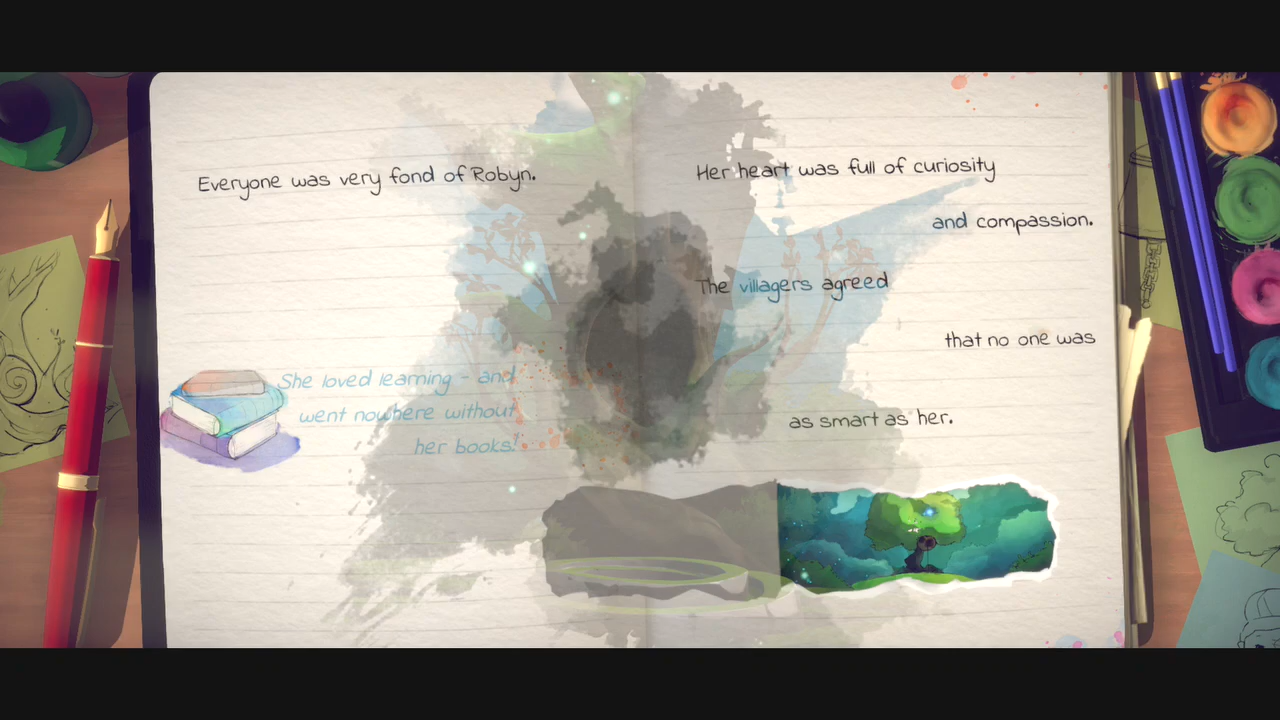 Everyone was very fond of Robyn.
She loved learning - and
went nowhere without
her books!
Her heart was full of curiosity
and compassion.
The villagers agreed
that no one was
as smart as her.